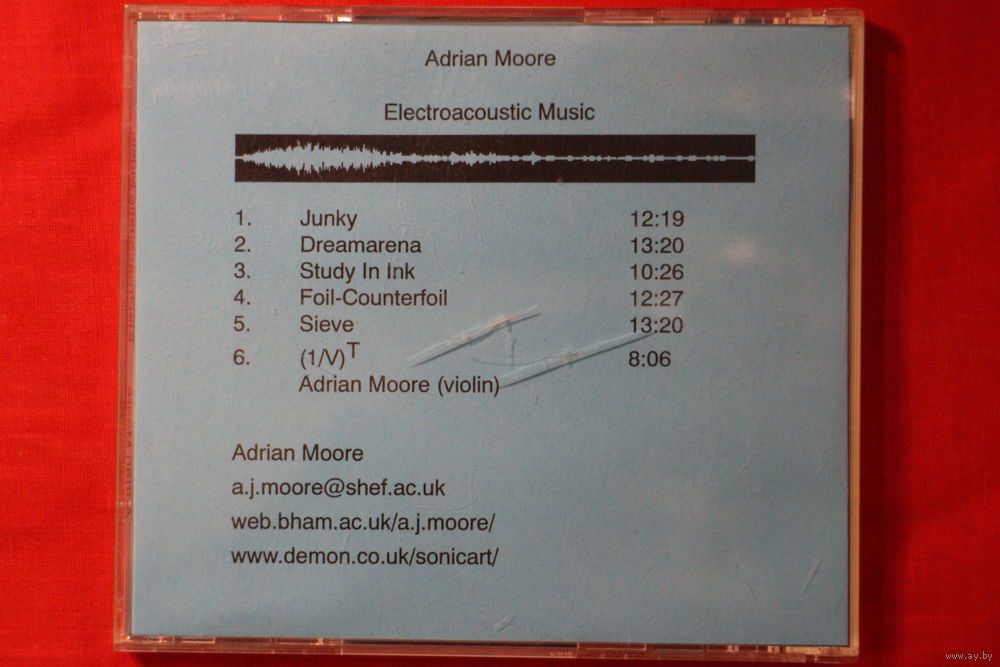 Adrian Moore
Electroacoustic Music
1. Junky 12:19
2. Dreamarena 13:20
3. Study In Ink 10:26
4. Foil-Counterfoil 12:27
5. Sieve 13:20
6. (1/V)T 8:06
Adrian Moore (violin)
Adrian Moore
a.j.moore@shef.ac.uk
web.bham.ac.uk/a.j.moore/
www.demon.co.uk/sonicart/
www.ay.by